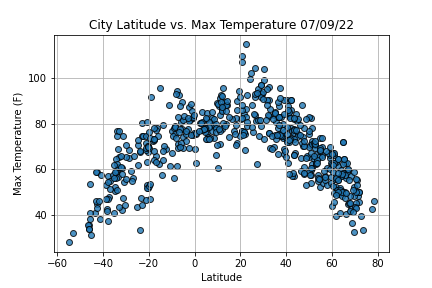 City Latitude vs. Max Temperature 07/09/22
Max Temperature (F)
100
80
60
40
−60 −40 −20 0 20 40 60 80
Latitude